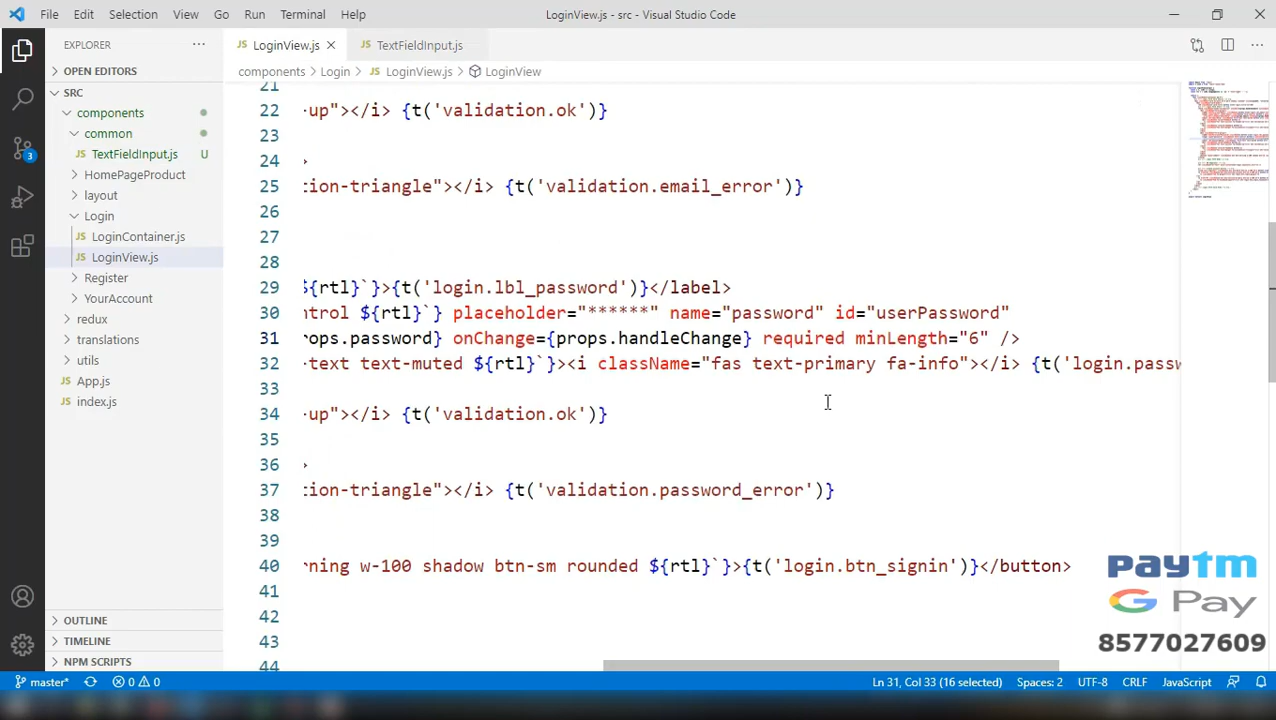 File Edit Selection View Go Run Terminal Help LoginView.js - src - Visual Studio Code
EXPLORER
OPEN EDITORS
SRC
components
common
TextFieldInput.js U
HomePageProduct
layout
Login
LoginContainer.js
LoginView.js
Register
YourAccount
redux
translations
utils
App.js
index.js
OUTLINE
TIMELINE
NPM SCRIPTS
3
LoginView.js TextFieldInput.js
components > Login > LoginView.js > LoginView
21
22 -up"></i> {t('validation.ok')}
23
24 >
25 tion-triangle"></i> {t('validation.email_error')}
26
27
28
29 ${rtl}`}>{t('login.lbl_password')}</label>
30 ntrol ${rtl}`} placeholder="******" name="password" id="userPassword"
31 rops.password} onChange={props.handleChange} required minLength="6" />
32 -text text-muted ${rtl}`}><i className="fas text-primary fa-info"></i> {t('login.passw
33
34 -up"></i> {t('validation.ok')}
35
36 >
37 tion-triangle"></i> {t('validation.password_error')}
38
39
40 rning w-100 shadow btn-sm rounded ${rtl}`}>{t('login.btn_signin')}</button>
41
42
43
44
paytm
G Pay
8577027609
master* 0 0 Ln 31, Col 33 (16 selected) Spaces: 2 UTF-8 CRLF JavaScript